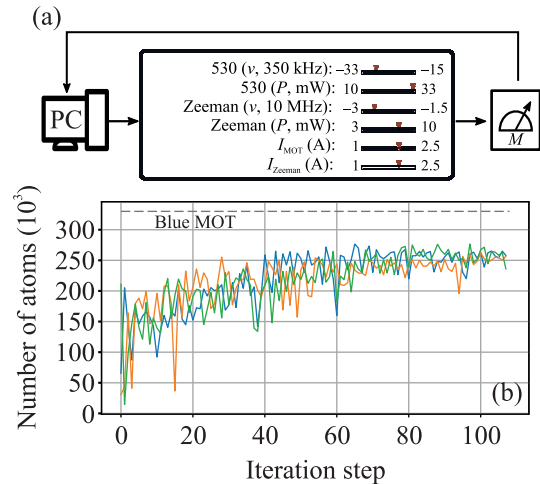 (a)
PC
530 (ν, 350 kHz): −33 −15
530 (P, mW): 10 33
Zeeman (ν, 10 MHz): −3 −1.5
Zeeman (P, mW): 3 10
I_MOT (A): 1 2.5
I_Zeeman (A): 1 2.5
M
Number of atoms (10³)
300
250
200
150
100
50
0
Blue MOT
(b)
0 20 40 60 80 100
Iteration step